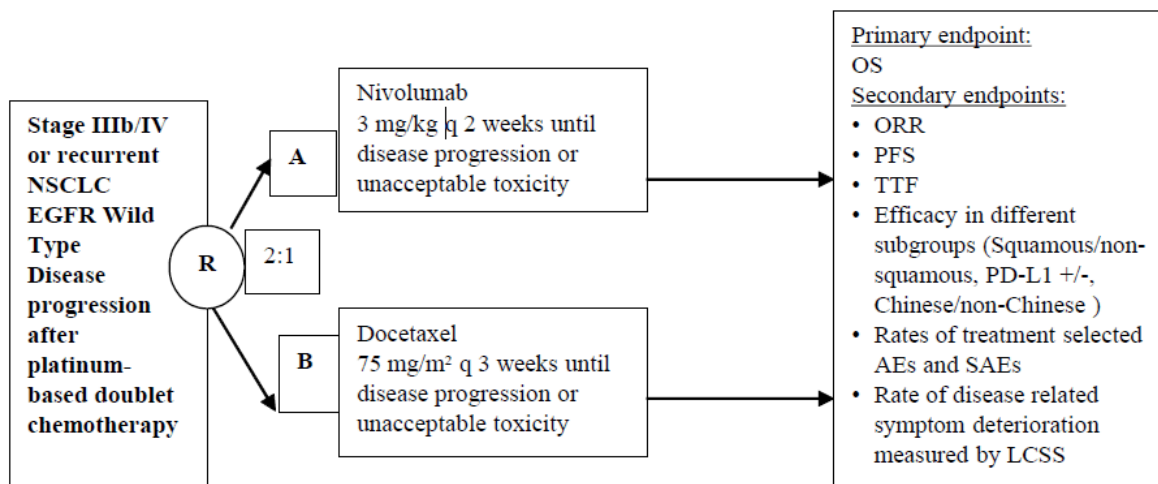 Stage IIIb/IV
or recurrent
NSCLC
EGFR Wild
Type
Disease
progression
after
platinum-
based doublet
chemotherapy
R
2:1
A
Nivolumab
3 mg/kg q 2 weeks until
disease progression or
unacceptable toxicity
B
Docetaxel
75 mg/m² q 3 weeks until
disease progression or
unacceptable toxicity
Primary endpoint:
OS
Secondary endpoints:
• ORR
• PFS
• TTF
• Efficacy in different
subgroups (Squamous/non-
squamous, PD-L1 +/-,
Chinese/non-Chinese )
• Rates of treatment selected
AEs and SAEs
• Rate of disease related
symptom deterioration
measured by LCSS